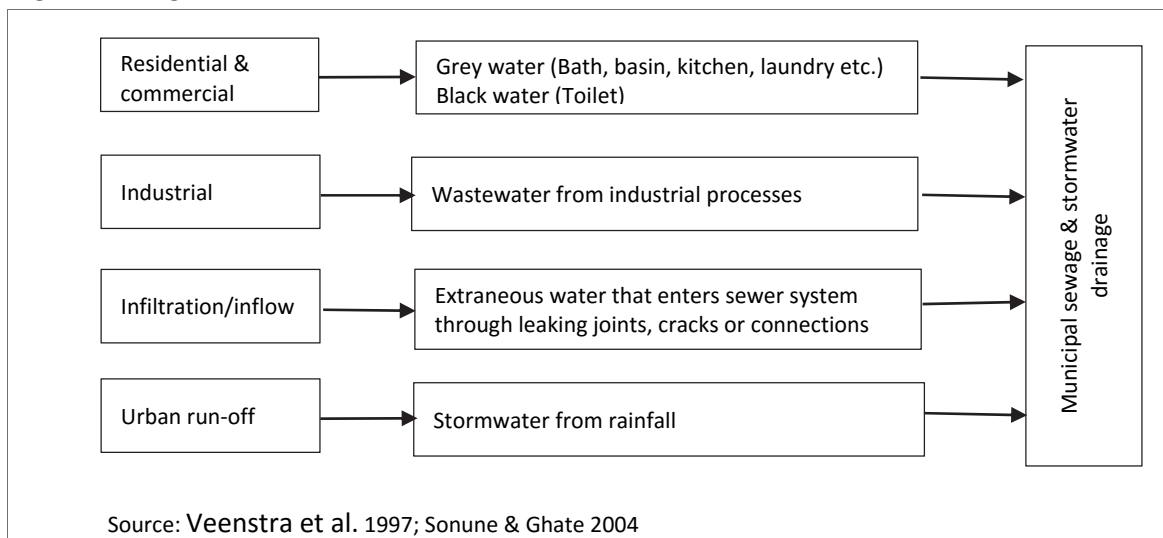 Residential &
commercial
Grey water (Bath, basin, kitchen, laundry etc.)
Black water (Toilet)
Industrial
Wastewater from industrial processes
Infiltration/inflow
Extraneous water that enters sewer system
through leaking joints, cracks or connections
Urban run-off
Stormwater from rainfall
Municipal sewage & stormwater
drainage
Source: Veenstra et al. 1997; Sonune & Ghate 2004